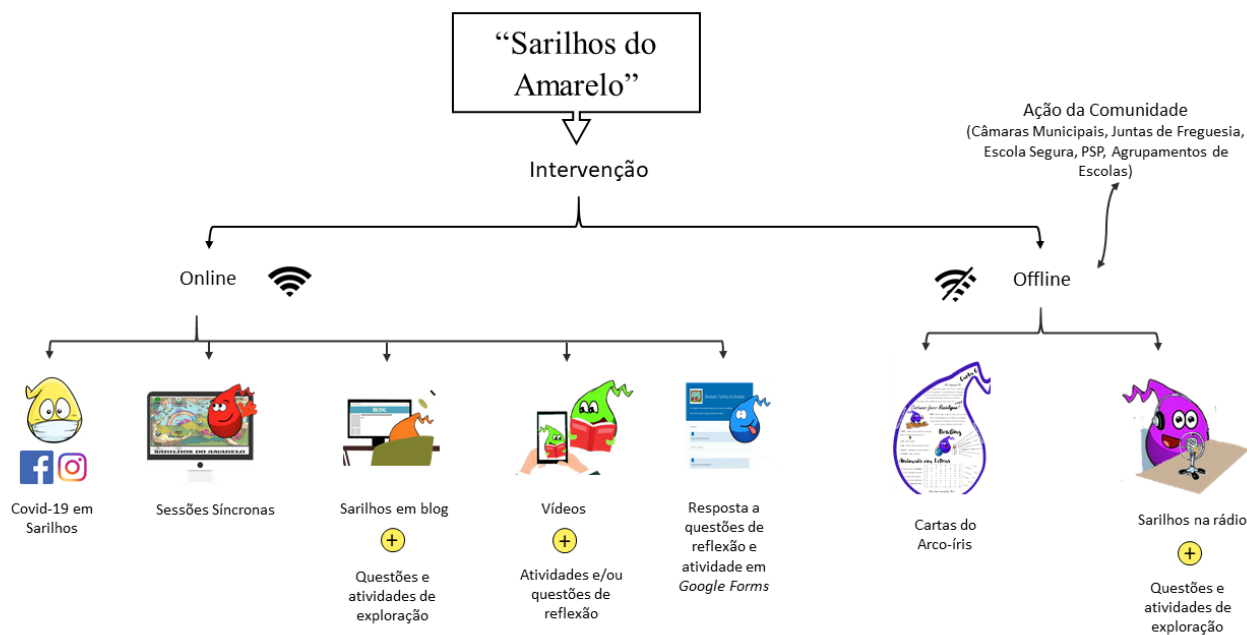 “Sarilhos do
Amarelo”
Intervenção
Ação da Comunidade
(Câmaras Municipais, Juntas de Freguesia,
Escola Segura, PSP, Agrupamentos de
Escolas)
Online
Offline
BLOG
SARILHOS DO AMARELO
Covid-19 em
Sarilhos
Sessões Síncronas
Sarilhos em blog
+
Questões e
atividades de
exploração
Vídeos
+
Atividades e/ou
questões de
reflexão
Resposta a
questões de
reflexão e
atividade em
Google Forms
Cartas do
Arco-íris
Sarilhos na rádio
+
Questões e
atividades de
exploração